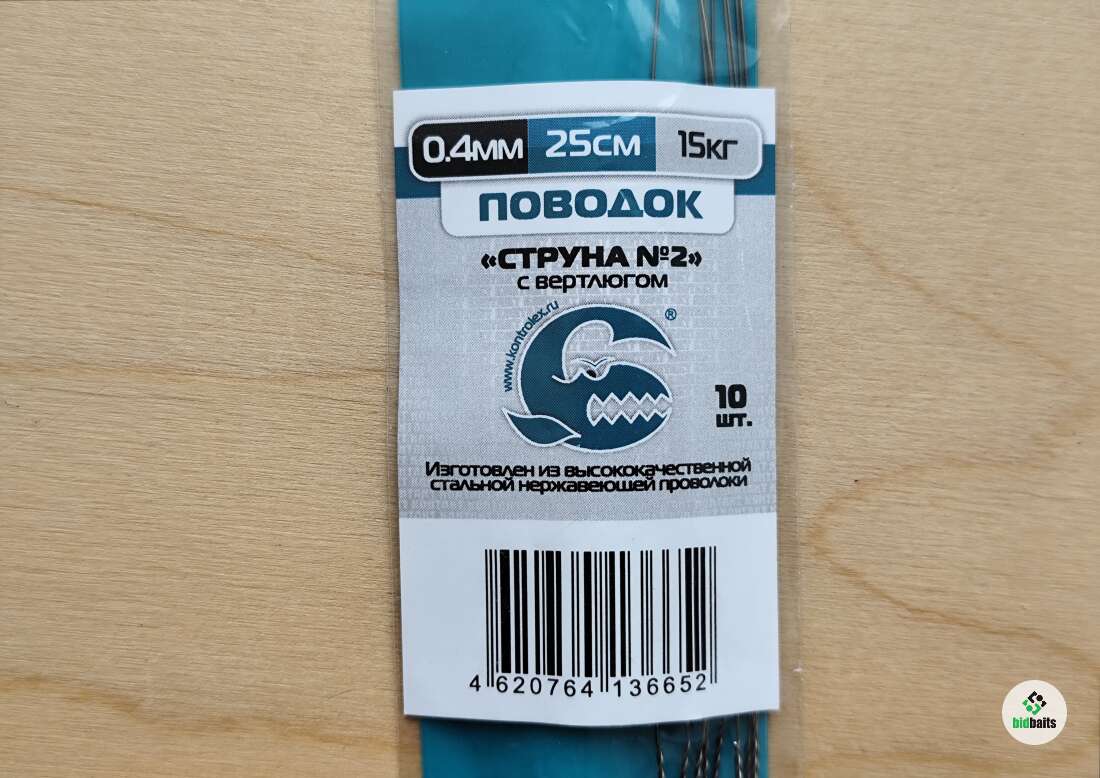 0.4мм 25см 15кг
ПОВОДОК
«СТРУНА №2»
с вертлюгом
www.kontrolex.ru
®
10
шт.
Изготовлен из высококачественной
стальной нержавеющей проволоки
4 620764 136652
bidbaits